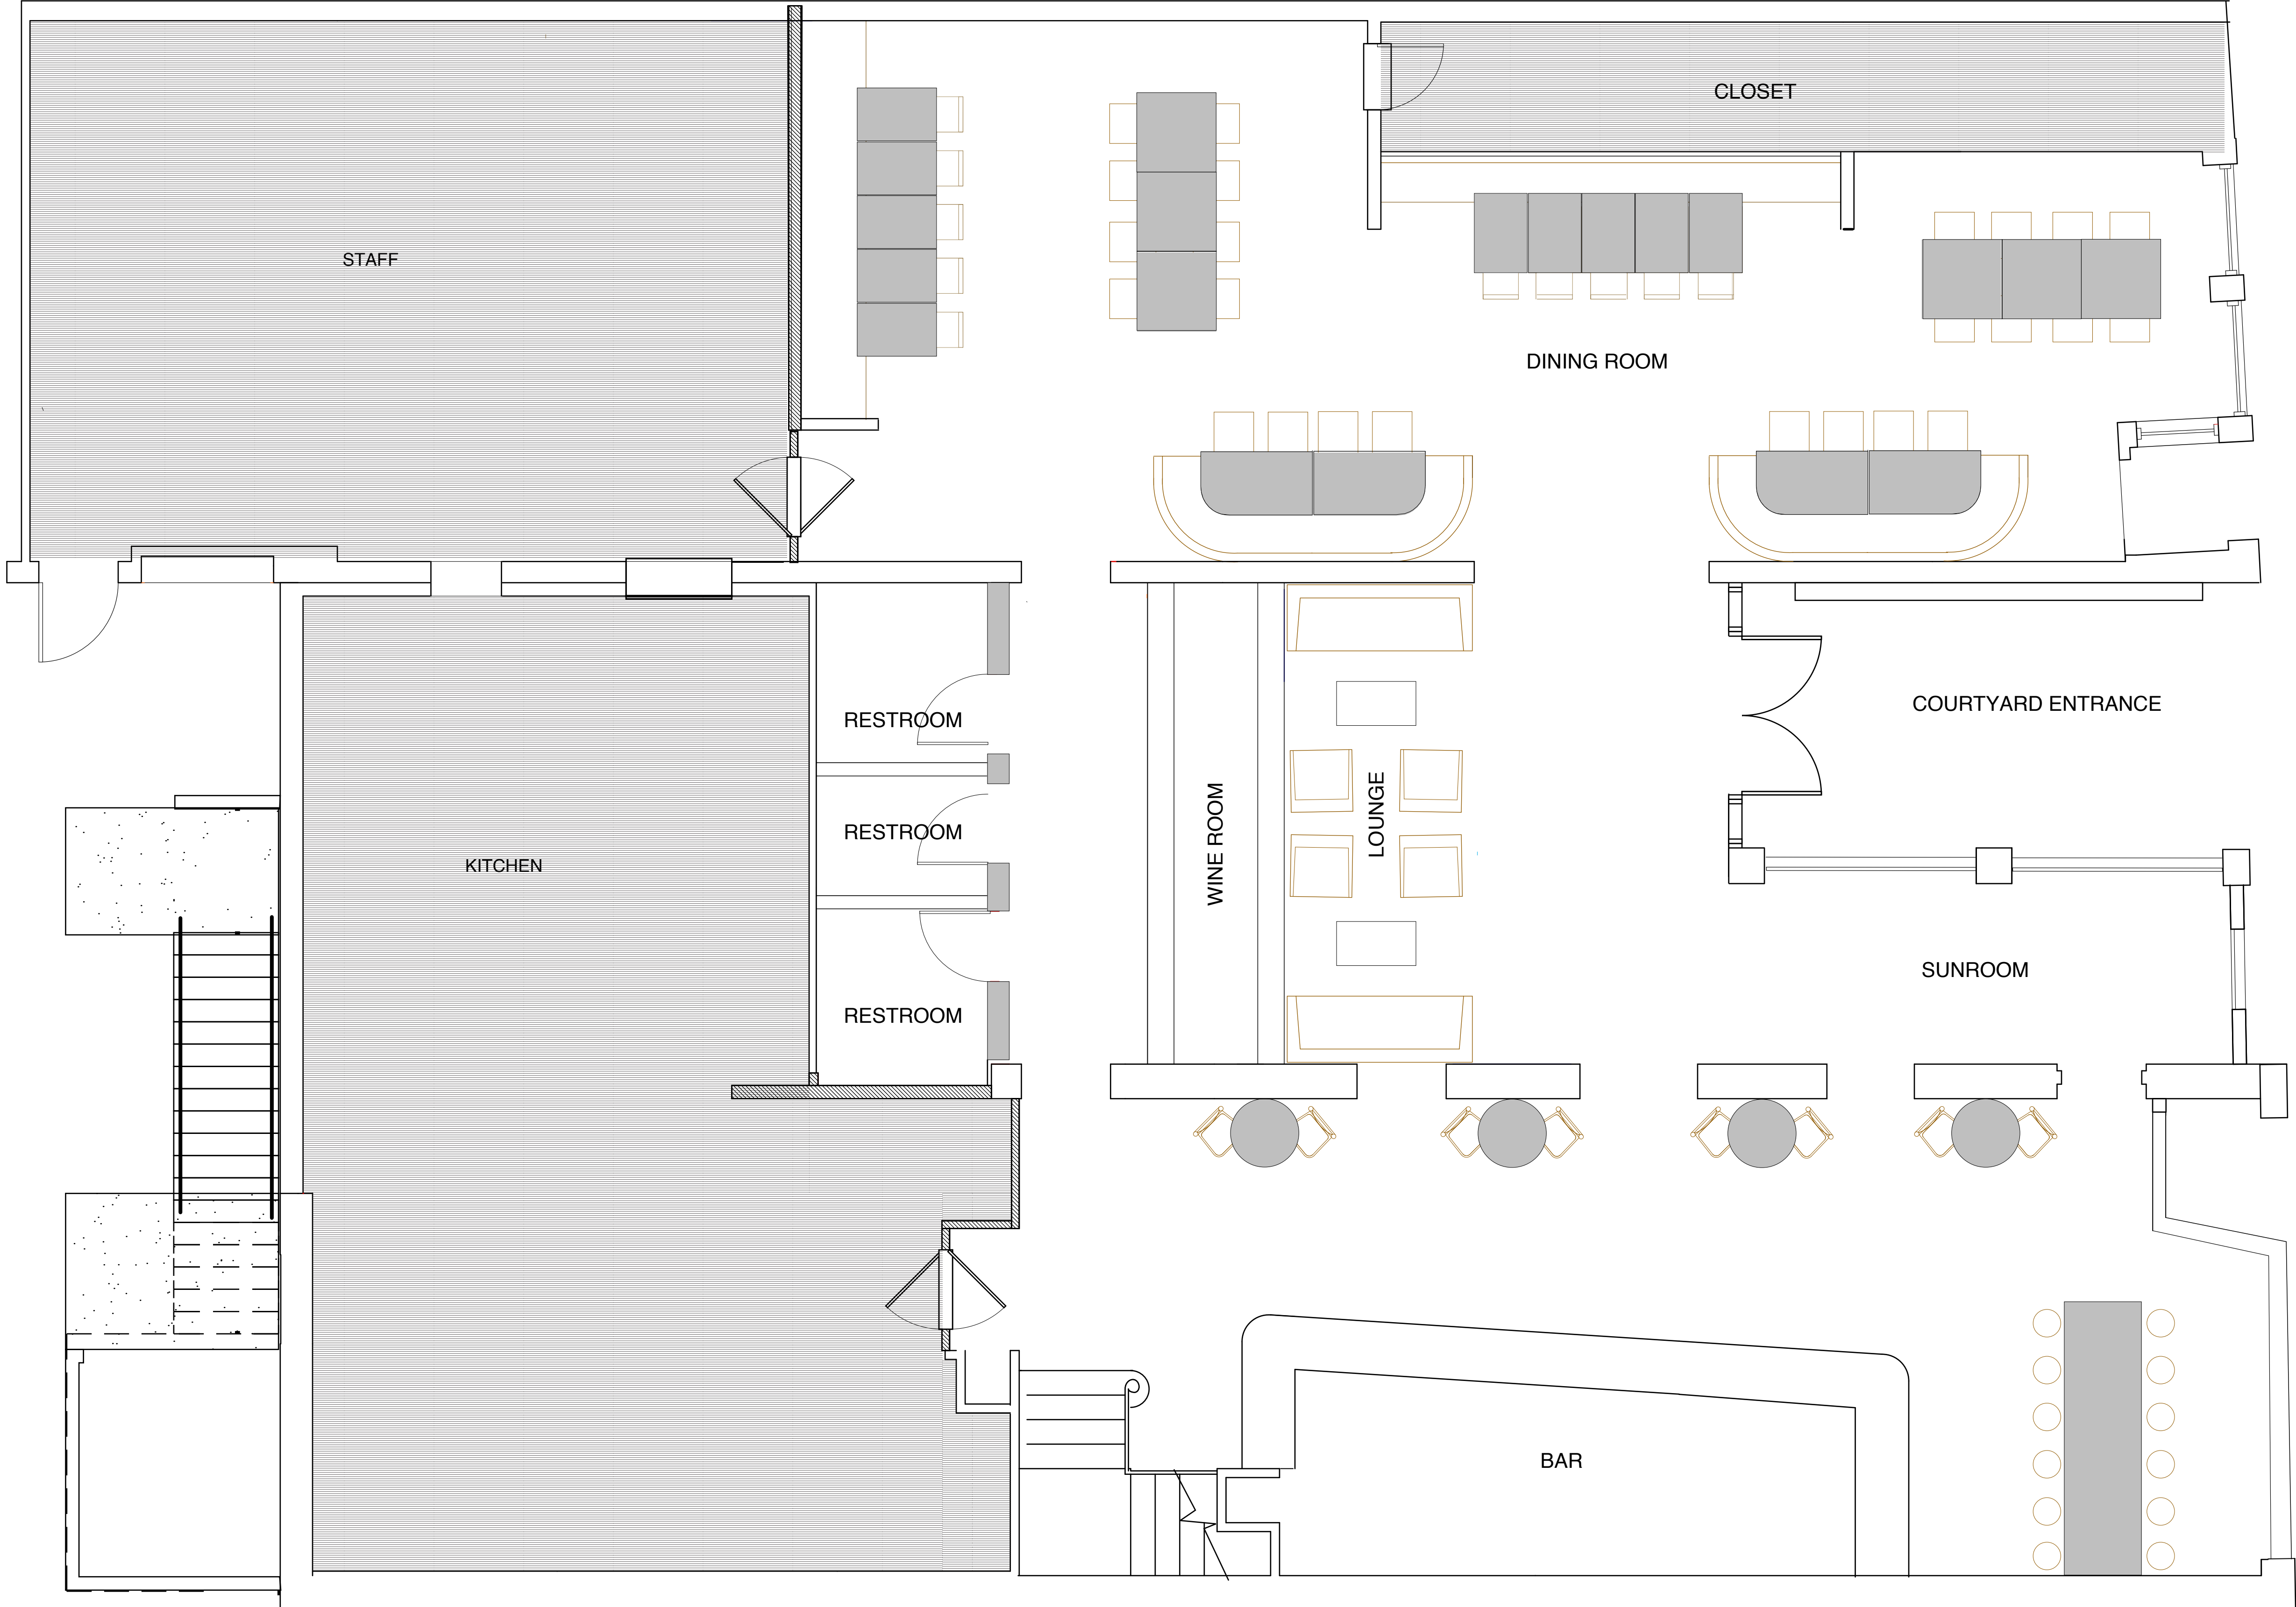 CLOSET
STAFF
DINING ROOM
RESTROOM
COURTYARD ENTRANCE
RESTROOM
WINE ROOM
LOUNGE
KITCHEN
SUNROOM
RESTROOM
BAR